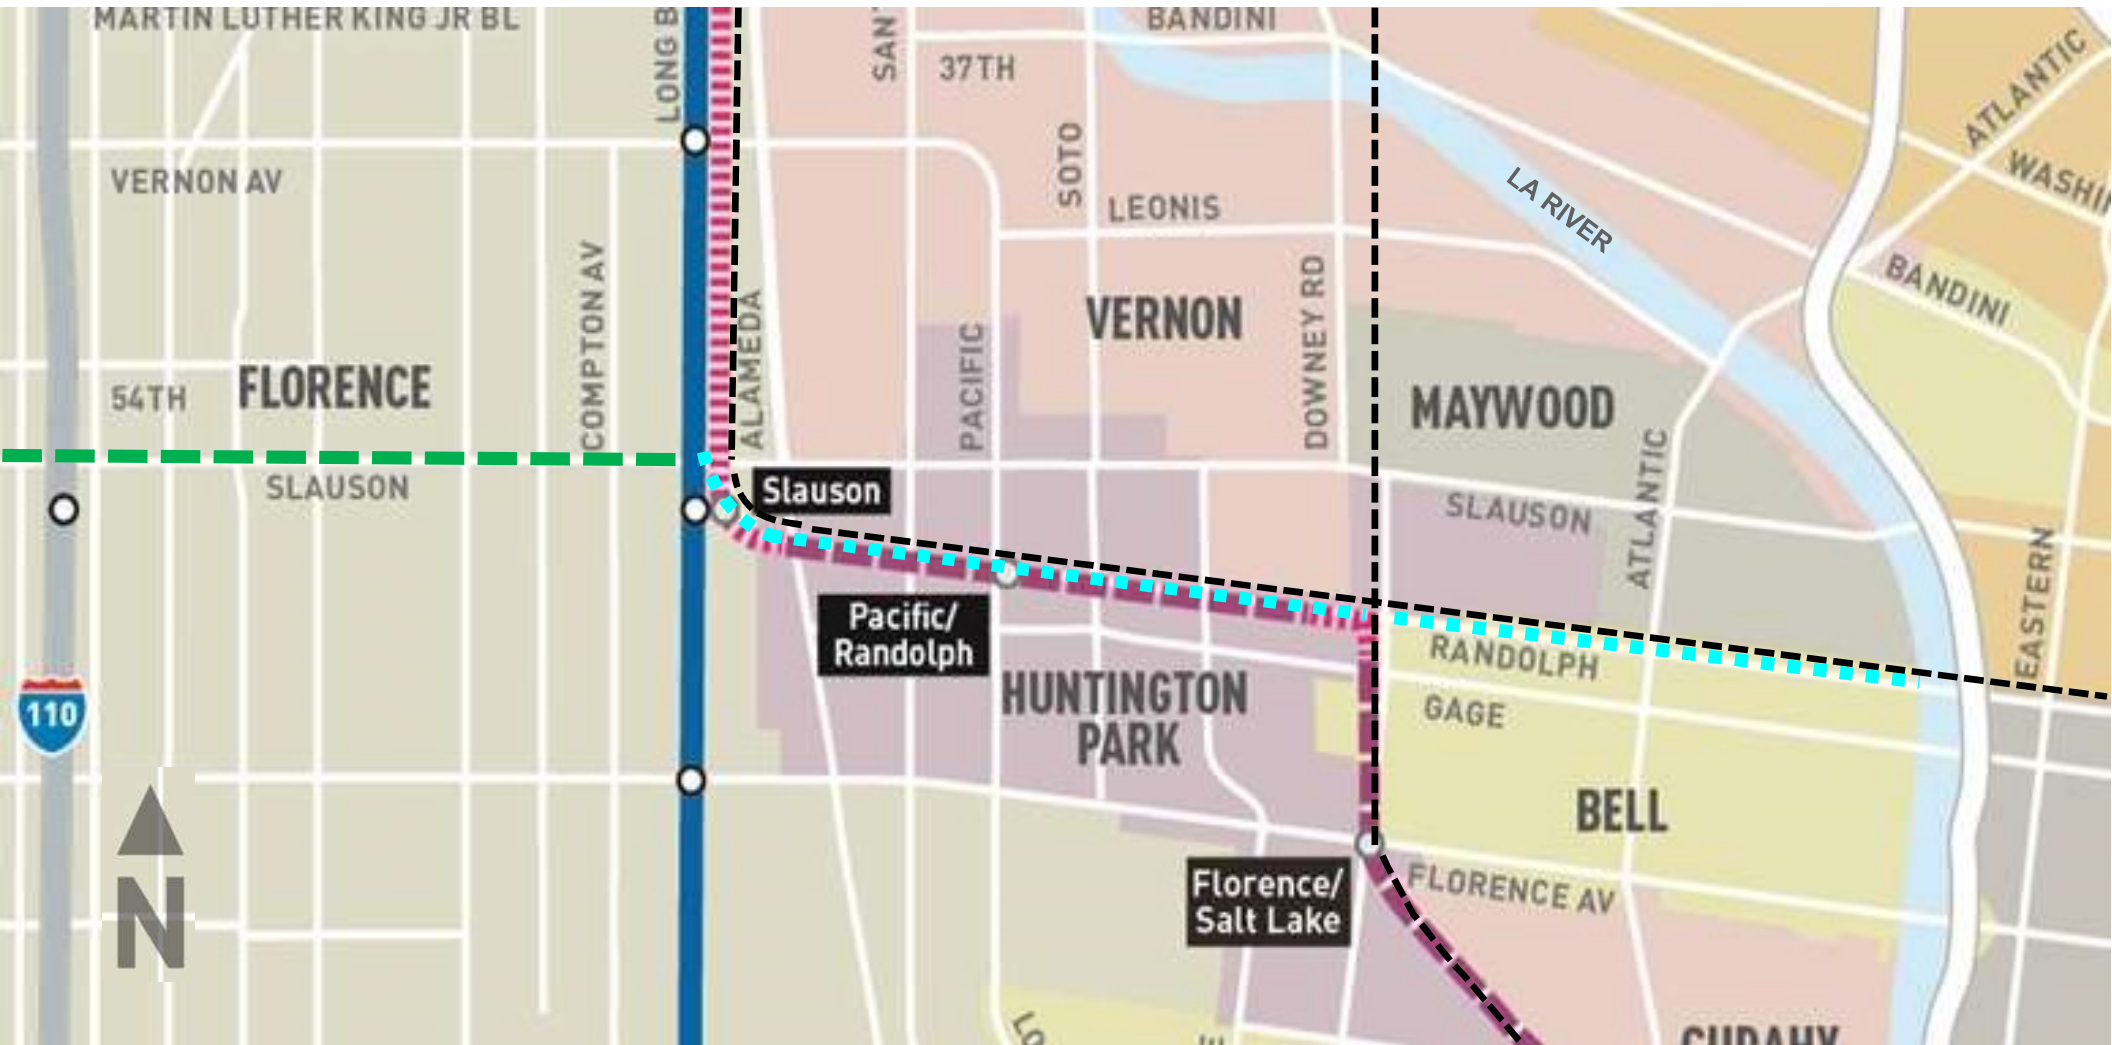 MARTIN LUTHER KING JR BL
LONG B
SAN
BANDINI
37TH
ATLANTIC
WASHI
VERNON AV
SOTO
LEONIS
LA RIVER
BANDINI
COMPTON AV
ALAMEDA
PACIFIC
VERNON
DOWNEY RD
54TH
FLORENCE
MAYWOOD
ATLANTIC
SLAUSON
Slauson
SLAUSON
EASTERN
Pacific/
Randolph
RANDOLPH
GAGE
HUNTINGTON
PARK
110
BELL
Florence/
Salt Lake
FLORENCE AV
N
LO
CUDAHY